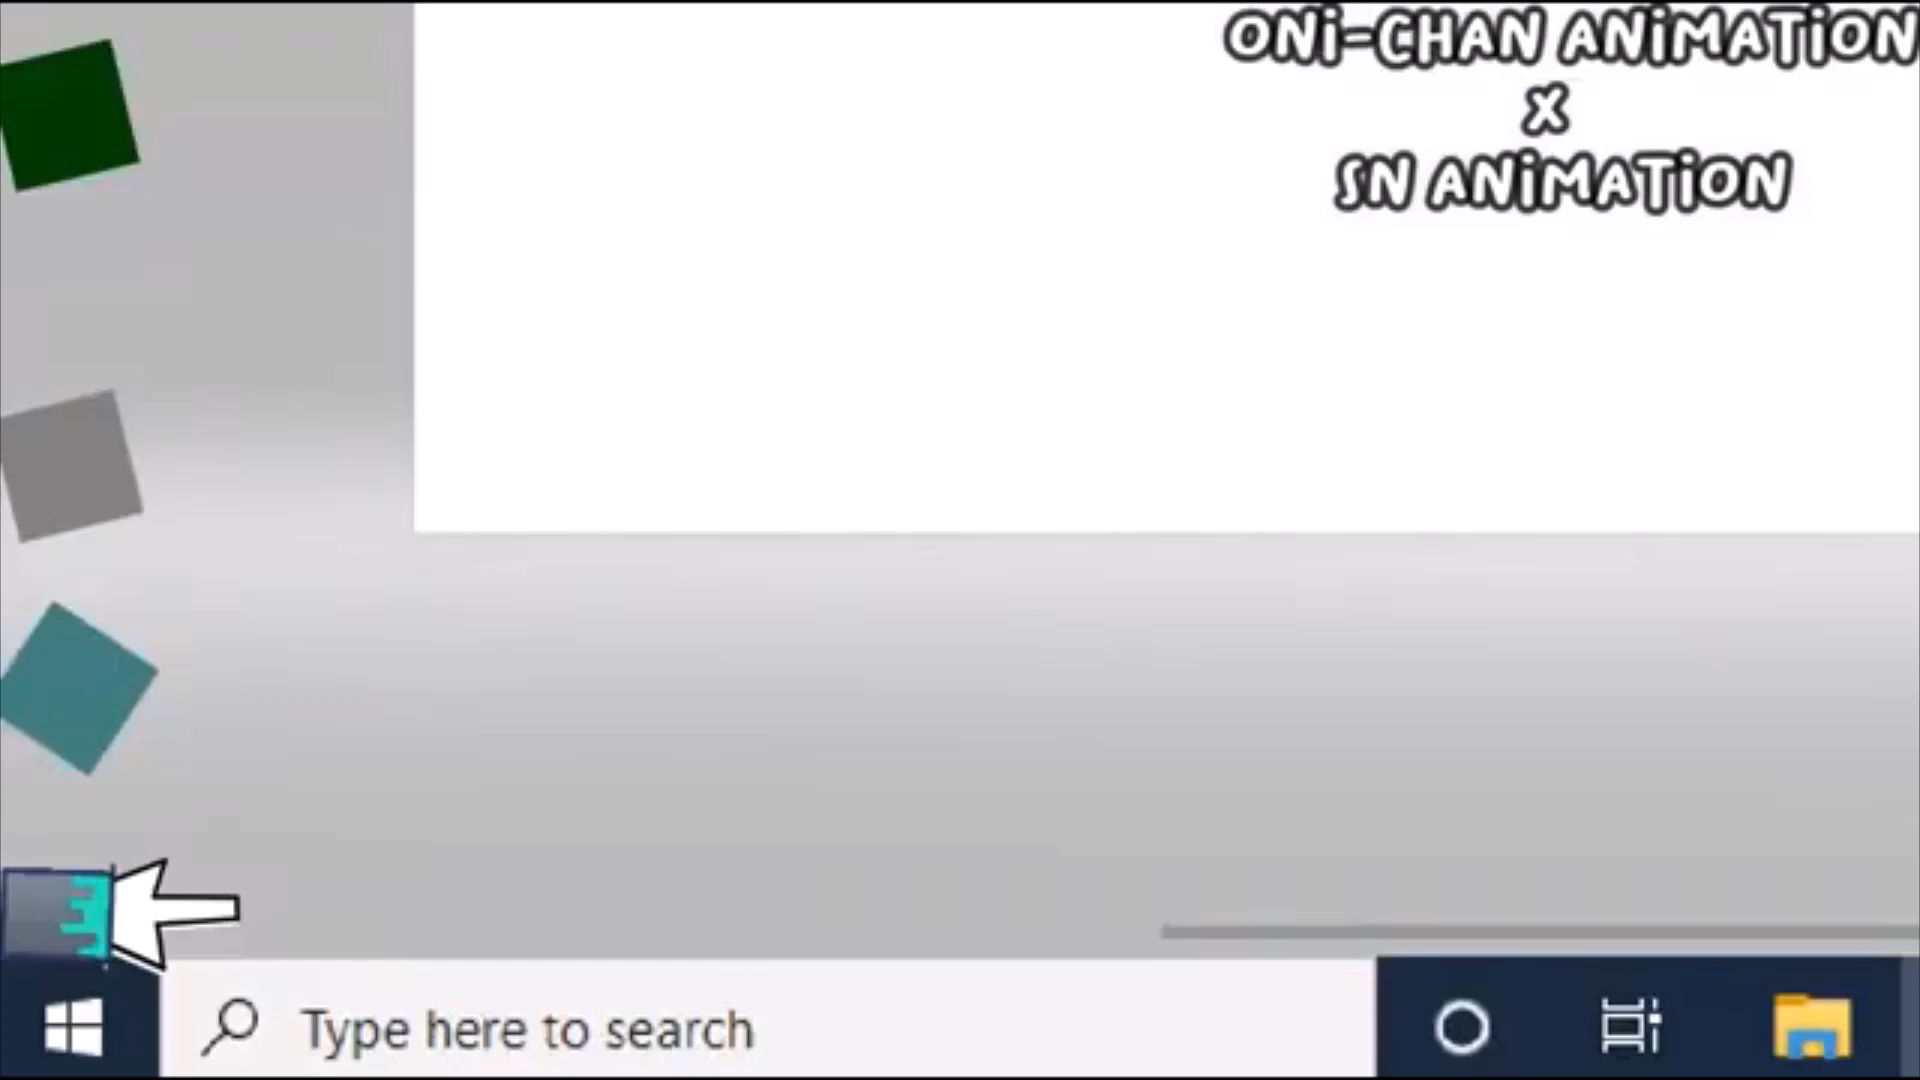 ONi-CHAN ANiMATiON
X
SN ANiMATiON
Type here to search